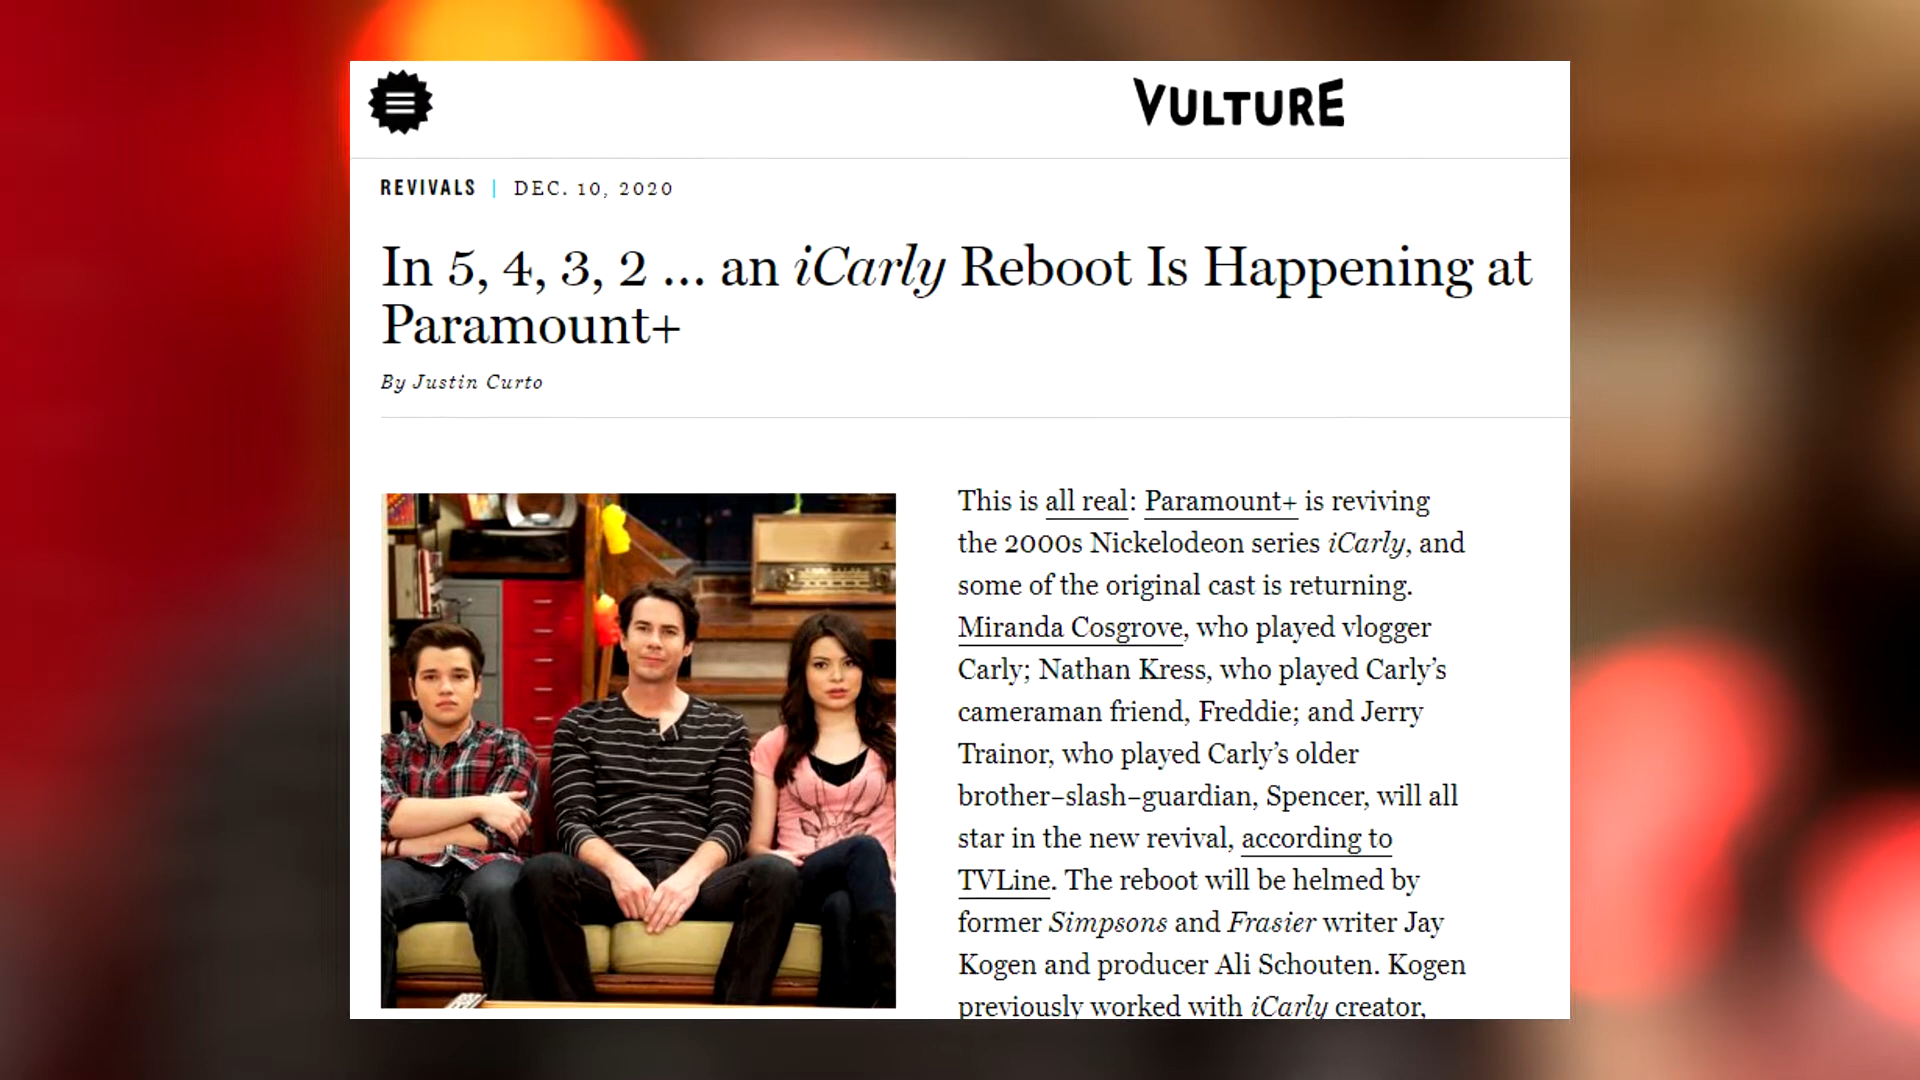 VULTURE
REVIVALS | DEC. 10, 2020
In 5, 4, 3, 2 ... an iCarly Reboot Is Happening at
Paramount+
By Justin Curto
This is all real: Paramount+ is reviving
the 2000s Nickelodeon series iCarly, and
some of the original cast is returning.
Miranda Cosgrove, who played vlogger
Carly; Nathan Kress, who played Carly’s
cameraman friend, Freddie; and Jerry
Trainor, who played Carly’s older
brother–slash–guardian, Spencer, will all
star in the new revival, according to
TVLine. The reboot will be helmed by
former Simpsons and Frasier writer Jay
Kogen and producer Ali Schouten. Kogen
previously worked with iCarly creator,